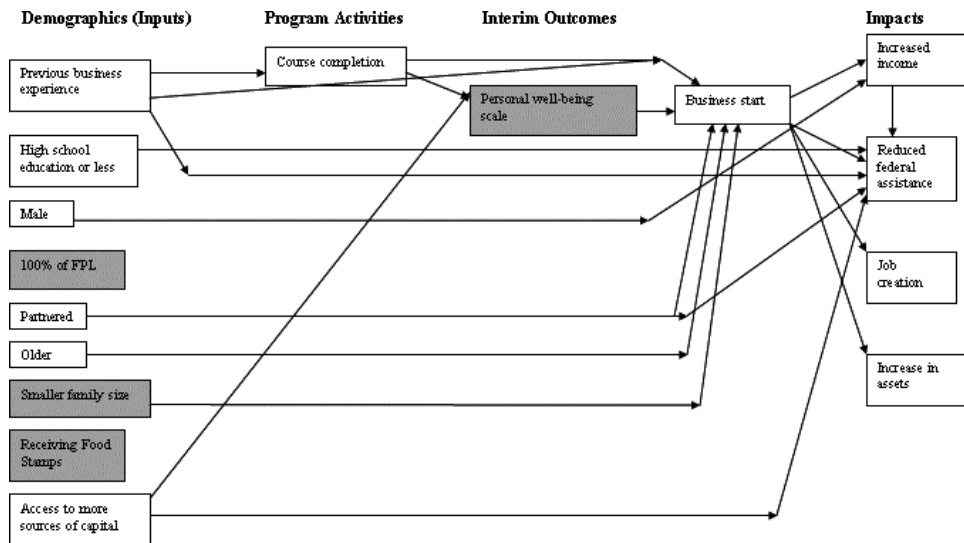 Demographics (Inputs)
Program Activities
Interim Outcomes
Impacts
Previous business
experience
High school
education or less
Male
100% of FPL
Partnered
Older
Smaller family size
Receiving Food
Stamps
Access to more
sources of capital
Course completion
Personal well-being
scale
Business start
Increased
income
Reduced
federal
assistance
Job
creation
Increase in
assets